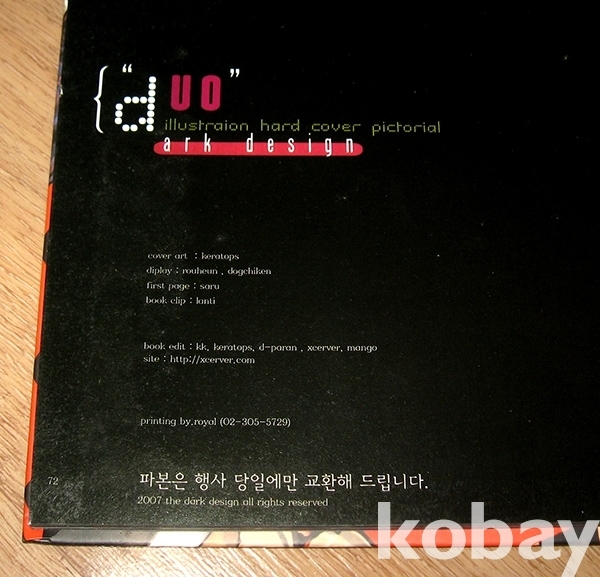 { "duo"
illustraion hard cover pictorial
ark design
cover art : keratops
diplay : rouheun , dogchiken
first page : saru
book clip : lanti
book edit : kk, keratops, d-paran , xcerver, mango
site : http://xcerver.com
printing by.royal (02-305-5729)
72
파본은 행사 당일에만 교환해 드립니다.
2007 the dark design all rights reserved
kobay